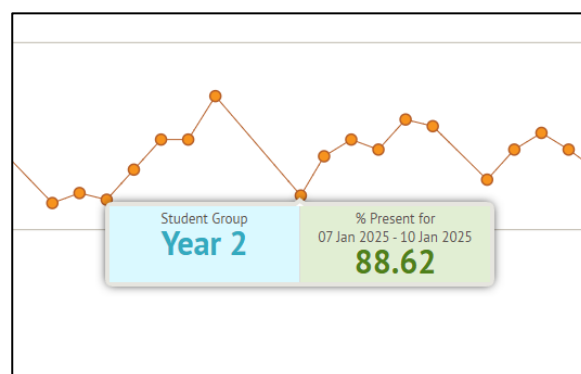 Student Group
Year 2
% Present for
07 Jan 2025 - 10 Jan 2025
88.62